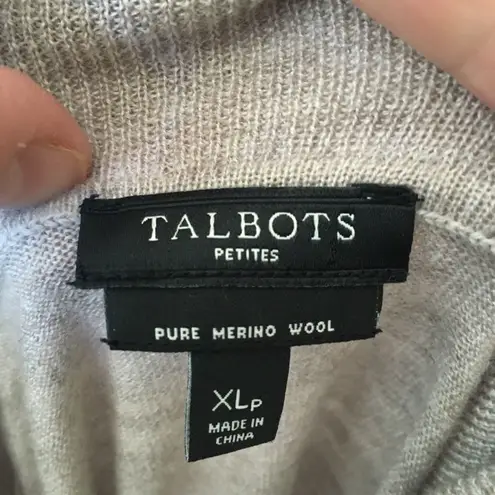 TALBOTS
PETITES
PURE MERINO WOOL
XLP
MADE IN
CHINA